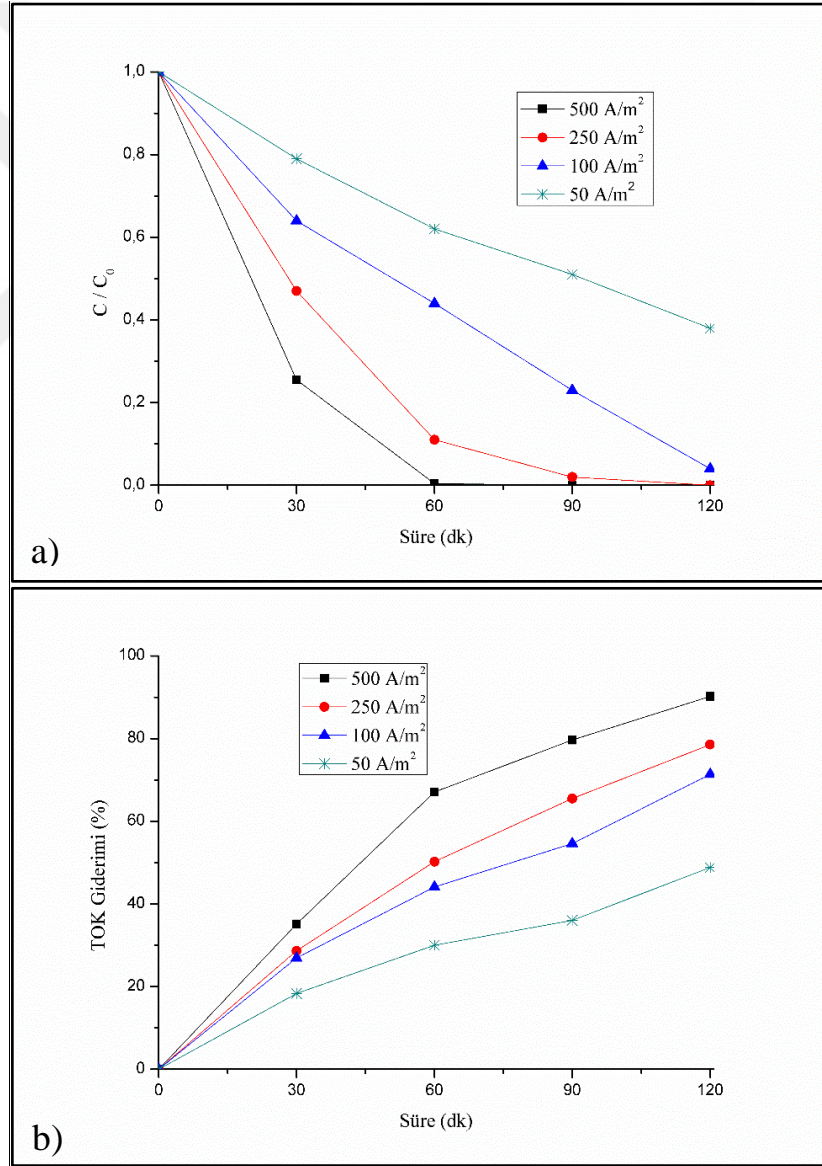 1,0
0,8
0,6
0,4
0,2
0,0
C / C₀
500 A/m²
250 A/m²
100 A/m²
50 A/m²
0
30
60
90
120
Süre (dk)
a)
100
80
60
40
20
0
TOK Giderimi (%)
500 A/m²
250 A/m²
100 A/m²
50 A/m²
0
30
60
90
120
Süre (dk)
b)